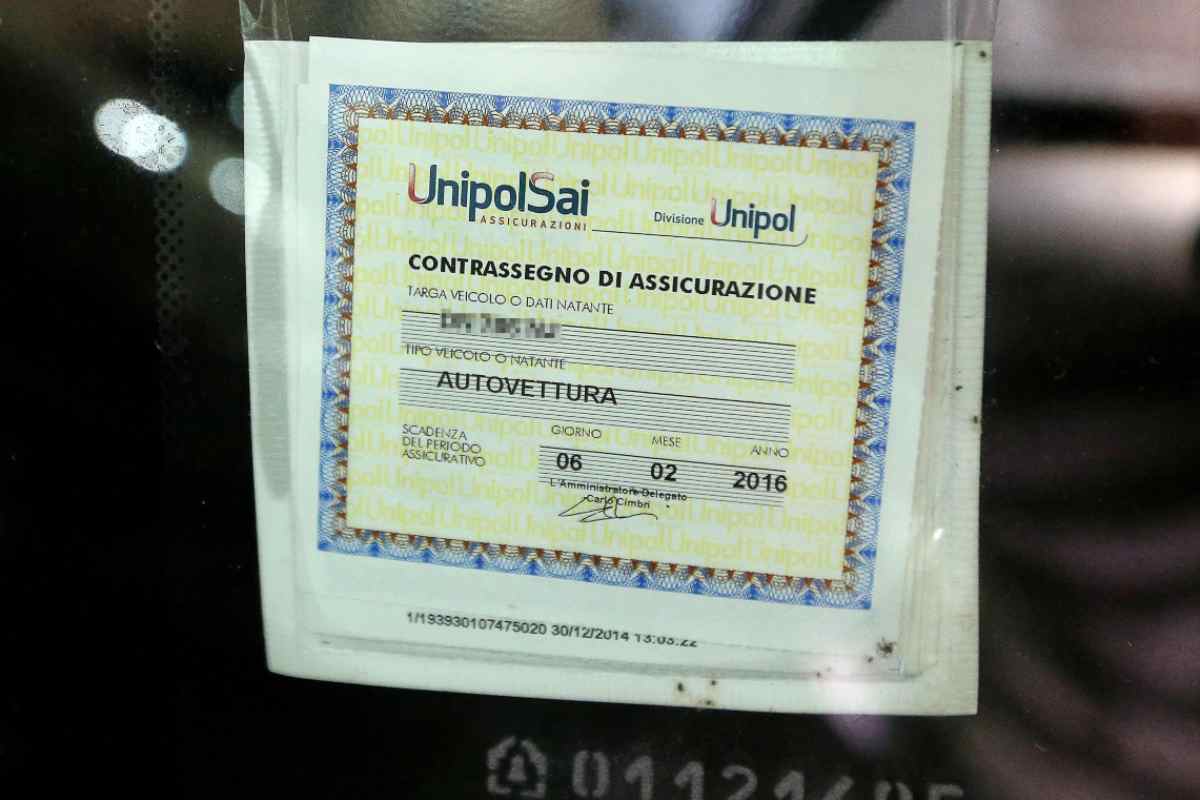 UnipolSai
ASSICURAZIONI
Divisione Unipol
CONTRASSEGNO DI ASSICURAZIONE
TARGA VEICOLO O DATI NATANTE
TIPO VEICOLO O NATANTE
AUTOVETTURA
SCADENZA
DEL PERIODO
ASSICURATIVO
GIORNO MESE ANNO
06 02 2016
L'Amministratore Delegato
Carlo Cimbri
1/193930107475020 30/12/2014 13:03:22